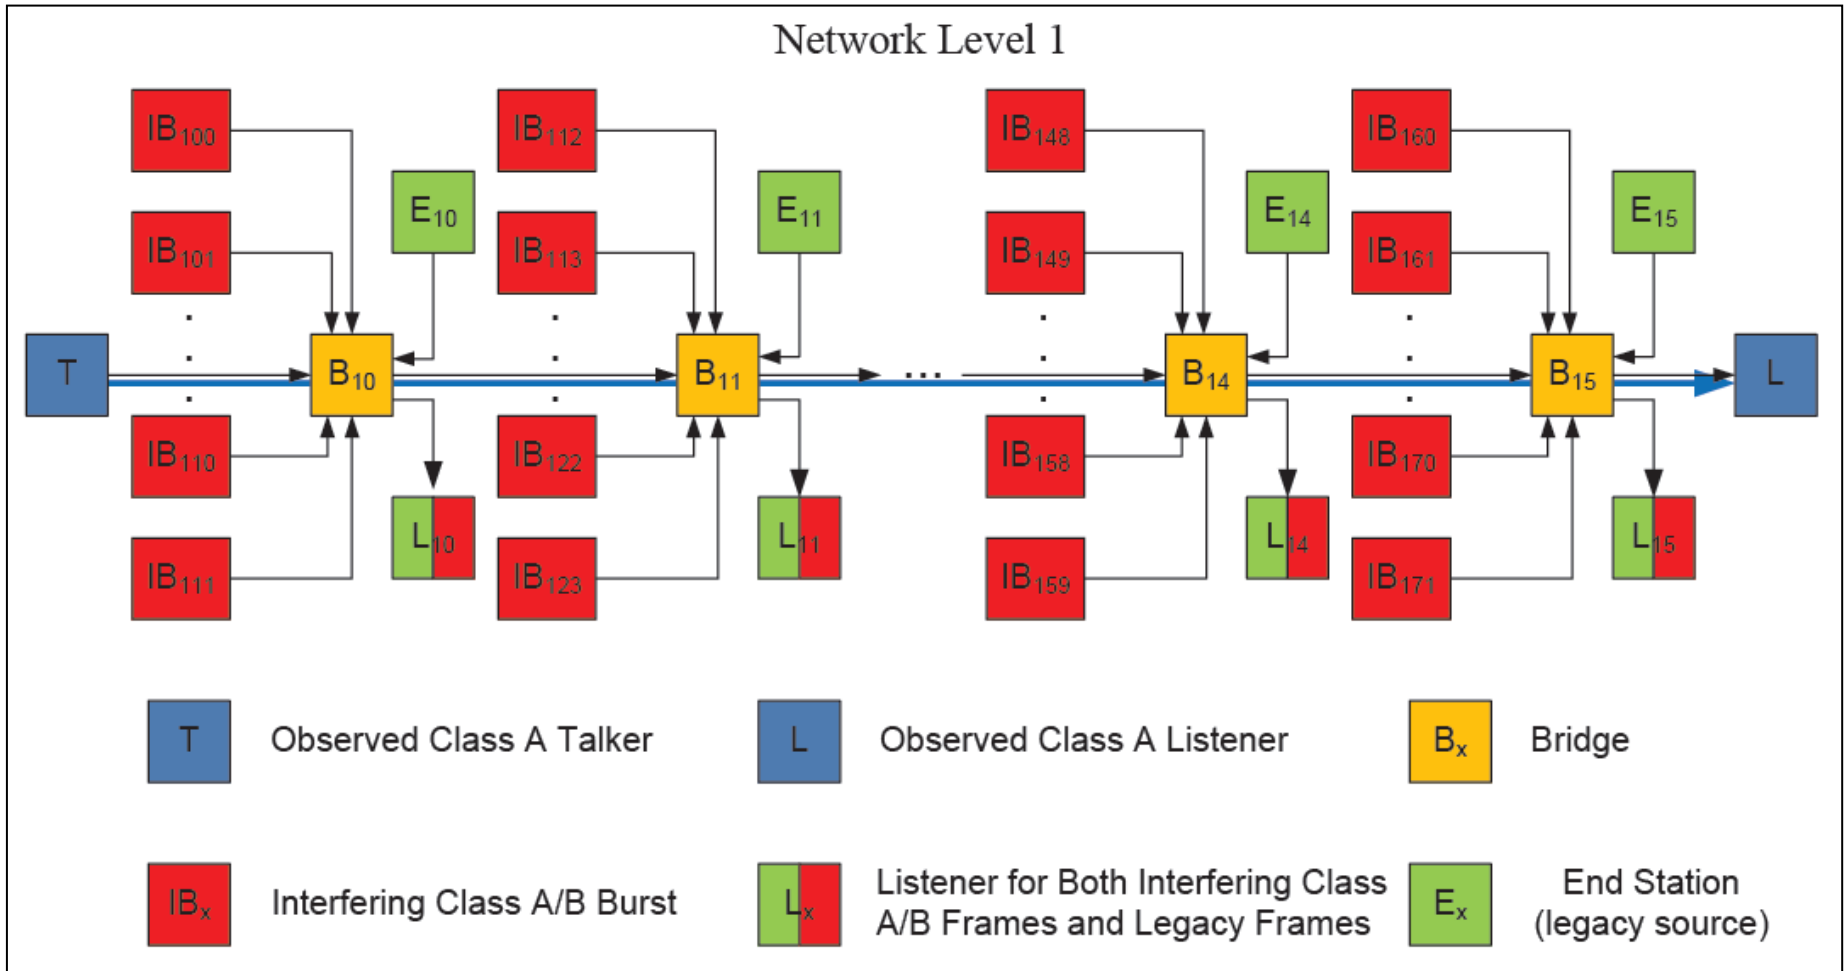 Network Level 1
IB100
IB112
IB148
IB160
E10
E11
E14
E15
IB101
IB113
IB149
IB161
T
B10
B11
...
B14
B15
L
IB110
IB122
IB158
IB170
L10
L11
L14
L15
IB111
IB123
IB159
IB171
T Observed Class A Talker
L Observed Class A Listener
Bx Bridge
IBx Interfering Class A/B Burst
Lx Listener for Both Interfering Class
A/B Frames and Legacy Frames
Ex End Station
(legacy source)